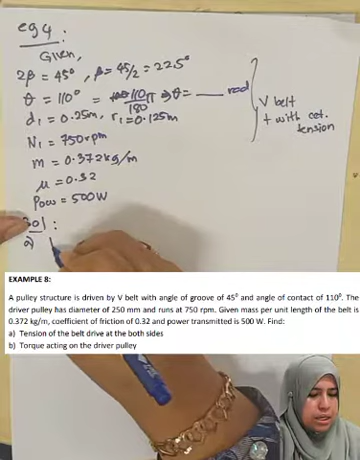 eg 4 :
Given,
2β = 45°, β = 45/2 = 22.5°
θ = 110° = 110/180 π → θ = ___ rad
d₁ = 0.25m, r₁ = 0.125m
N₁ = 750rpm
m = 0.372kg/m
μ = 0.32
Pow = 500W
V belt
+ with cet.
tension
Sol :
a)
EXAMPLE 8:
A pulley structure is driven by V belt with angle of groove of 45⁰ and angle of contact of 110⁰. The
driver pulley has diameter of 250 mm and runs at 750 rpm. Given mass per unit length of the belt is
0.372 kg/m, coefficient of friction of 0.32 and power transmitted is 500 W. Find:
a) Tension of the belt drive at the both sides
b) Torque acting on the driver pulley